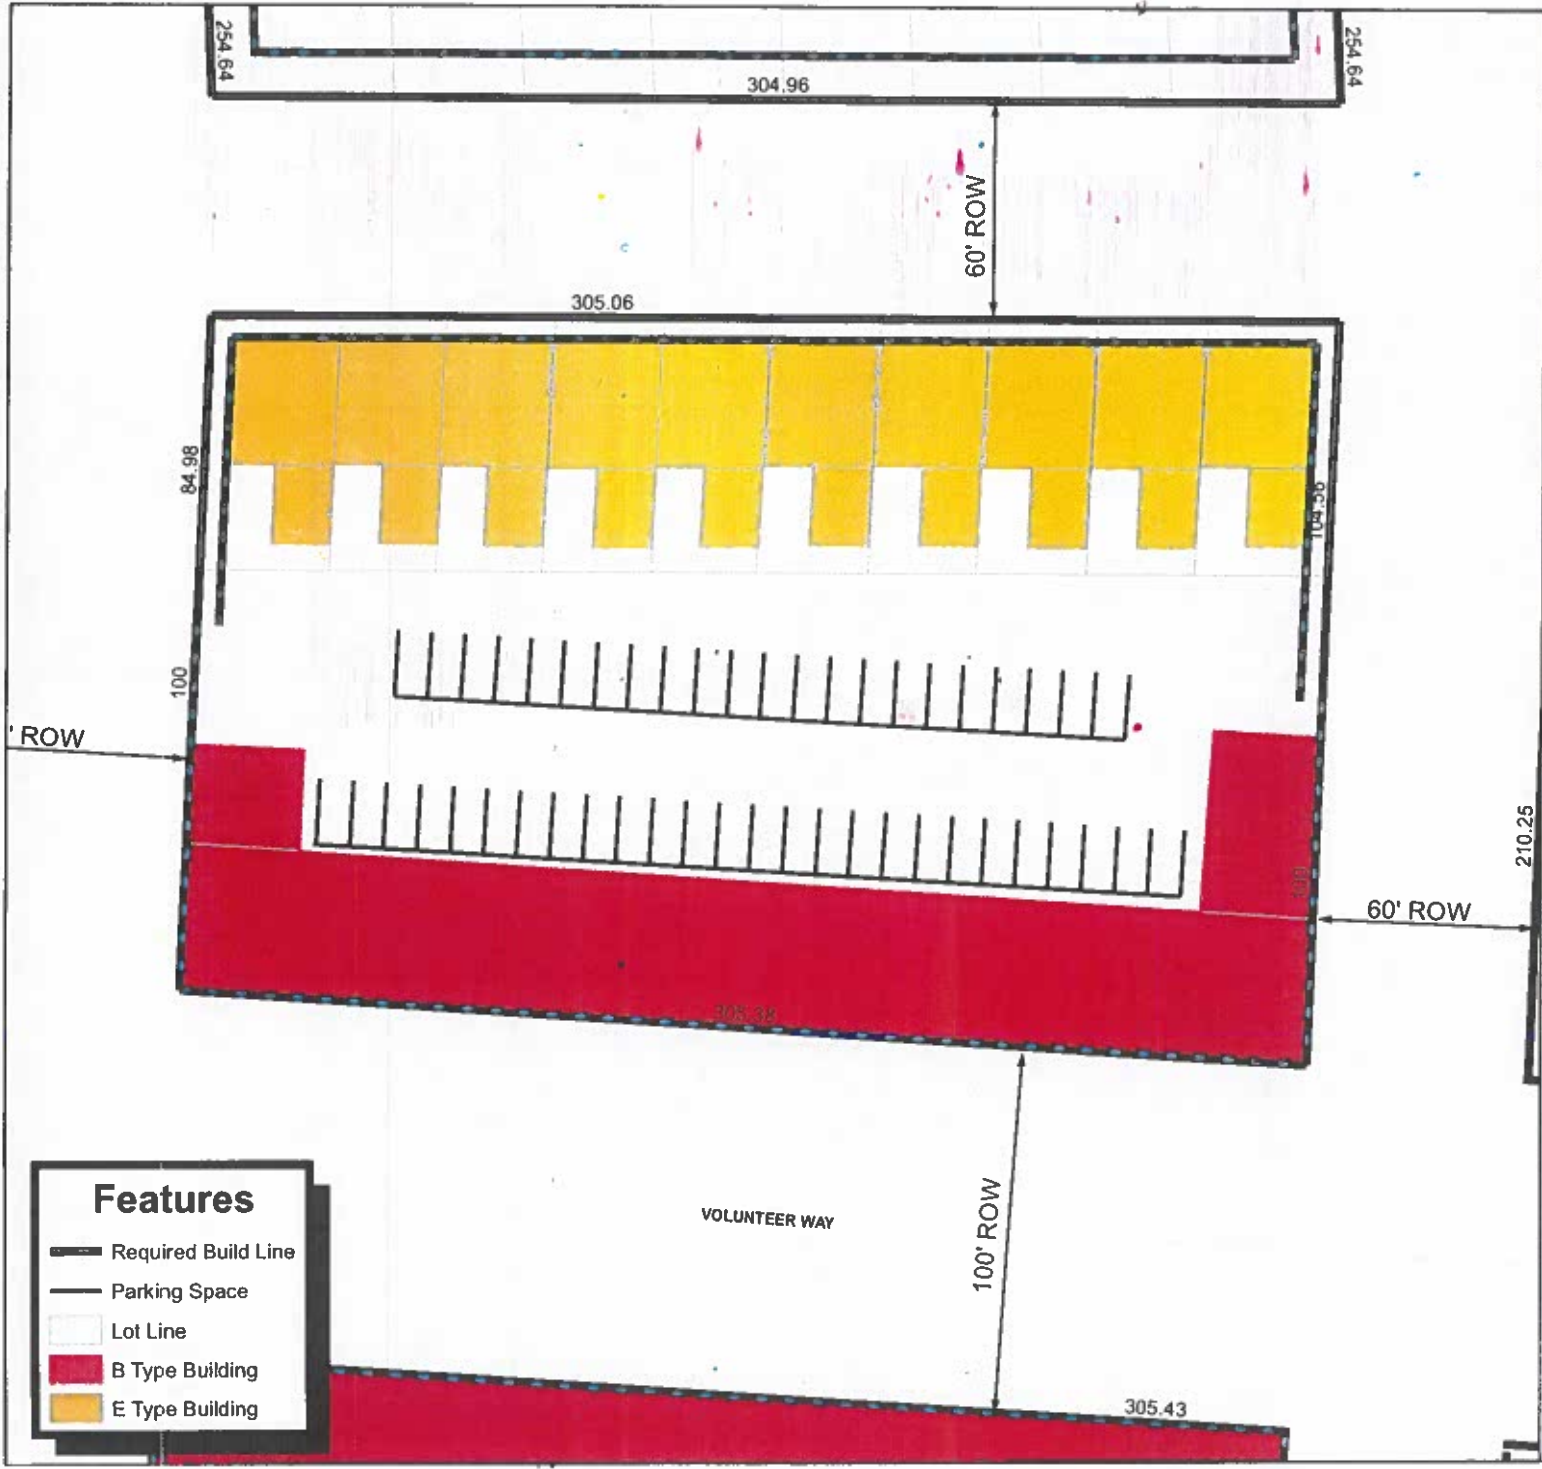 254.64
254.64
304.96
60' ROW
305.06
84.98
104.58
100
' ROW
210.25
100
60' ROW
305.38
100' ROW
VOLUNTEER WAY
305.43
Features
Required Build Line
Parking Space
Lot Line
B Type Building
E Type Building